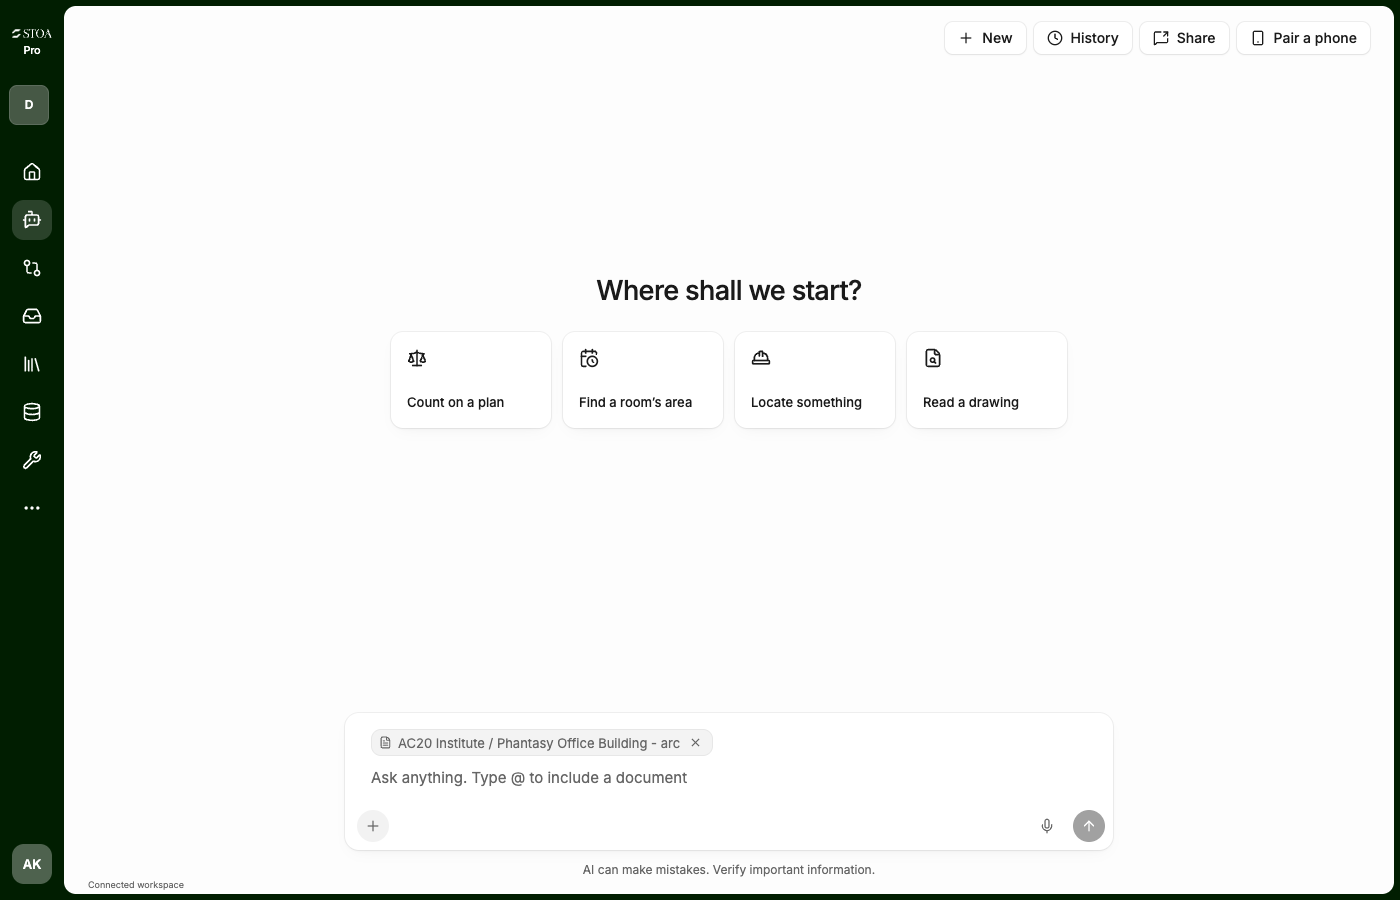 STOA
Pro
D
New
History
Share
Pair a phone
Where shall we start?
Count on a plan
Find a room’s area
Locate something
Read a drawing
AC20 Institute / Phantasy Office Building - arc
Ask anything. Type @ to include a document
AI can make mistakes. Verify important information.
AK
Connected workspace